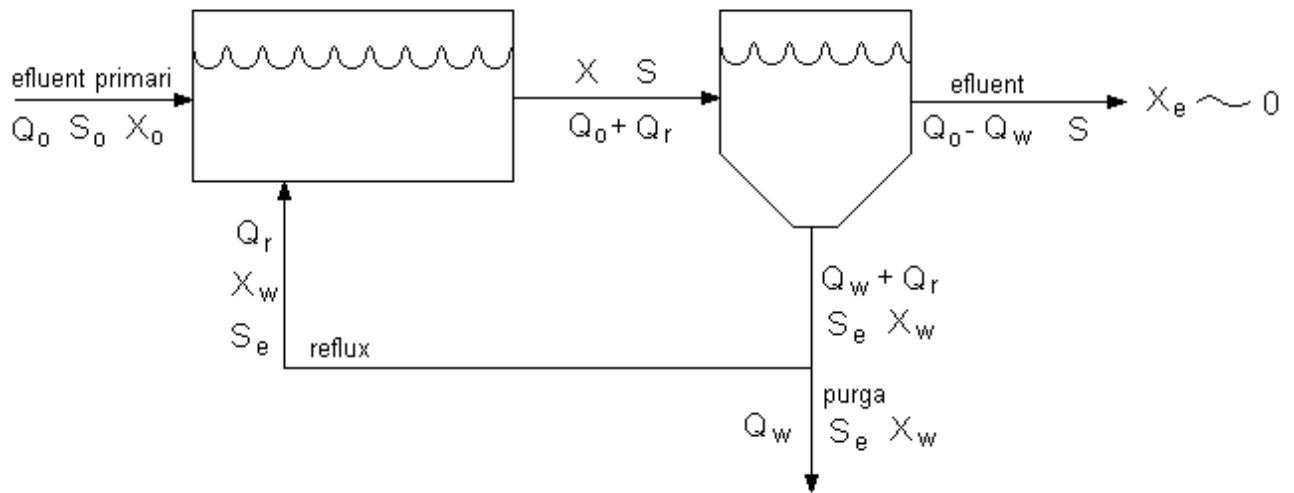 efluent primari
Q₀ S₀ X₀
X S
Q₀ + Qᵣ
efluent
Q₀ - Q_w S
Xₑ ~ 0
Qᵣ
X_w
Sₑ
reflux
Q_w + Qᵣ
Sₑ X_w
purga
Q_w Sₑ X_w